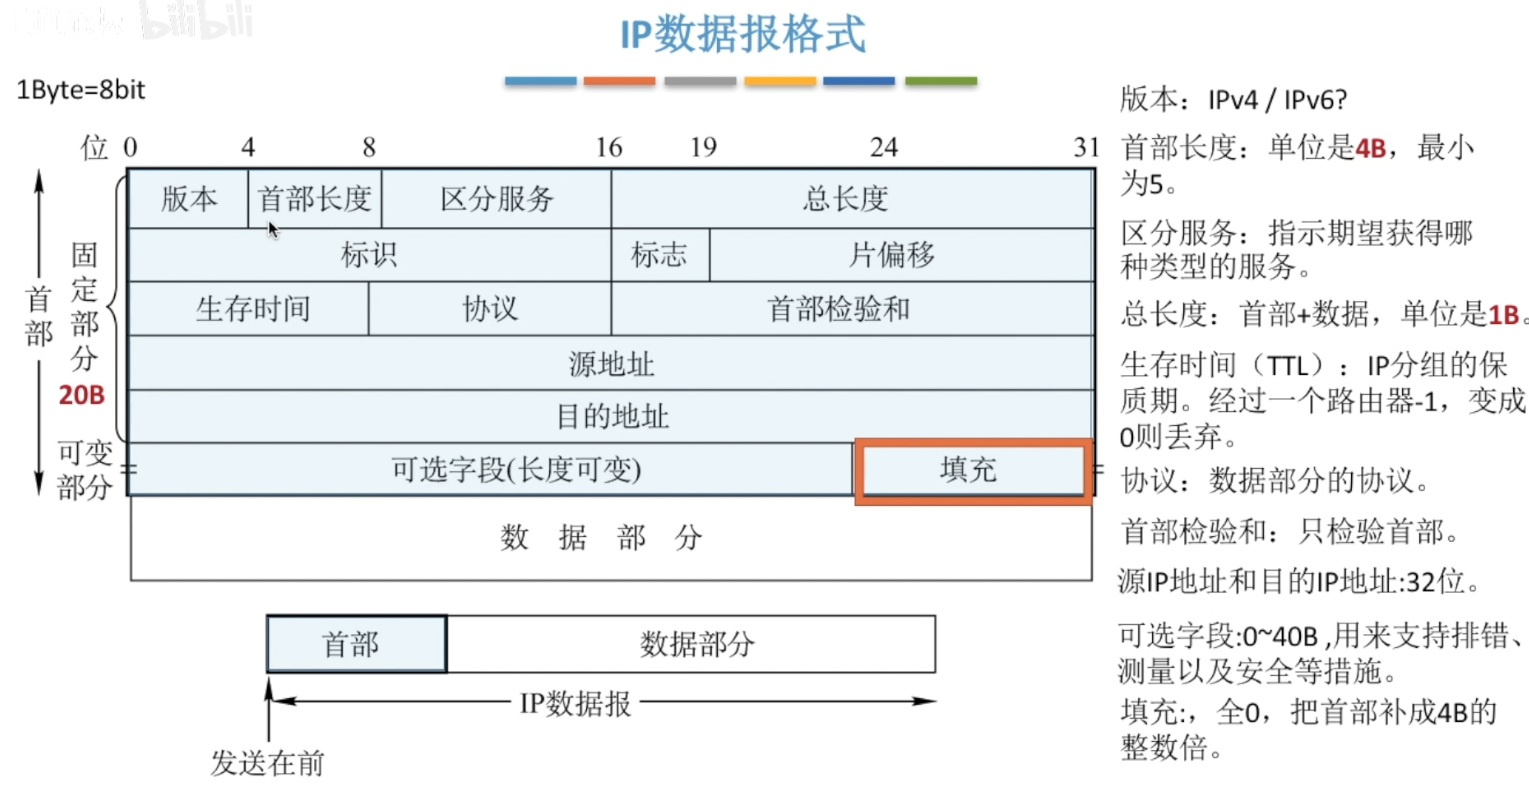 bilibili
IP数据报格式
1Byte=8bit
位 0 4 8 16 19 24 31
版本 首部长度 区分服务 总长度
标识 标志 片偏移
生存时间 协议 首部检验和
源地址
目的地址
可选字段(长度可变) 填充
数 据 部 分
首部
固定部分
20B
可变
部分
首部 数据部分
IP数据报
发送在前
版本：IPv4 / IPv6?
首部长度：单位是4B，最小
为5。
区分服务：指示期望获得哪
种类型的服务。
总长度：首部+数据，单位是1B。
生存时间（TTL）：IP分组的保
质期。经过一个路由器-1，变成
0则丢弃。
协议：数据部分的协议。
首部检验和：只检验首部。
源IP地址和目的IP地址:32位。
可选字段:0~40B ,用来支持排错、
测量以及安全等措施。
填充:，全0，把首部补成4B的
整数倍。